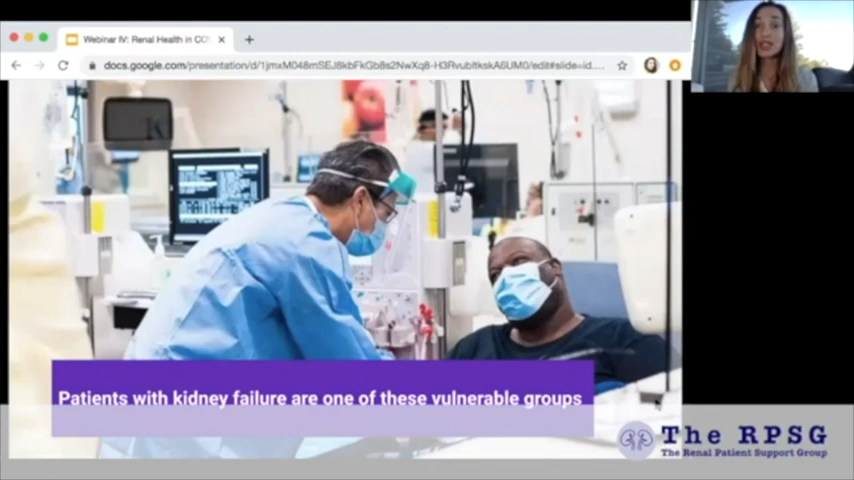 Webinar IV: Renal Health in CO
docs.google.com/presentation/d/1jmxM048mSEJ8kbFkGb8s2NwXq8-H3RvubltkskA6UM0/edit#slide=id....
K
Patients with kidney failure are one of these vulnerable groups
The RPSG
The Renal Patient Support Group